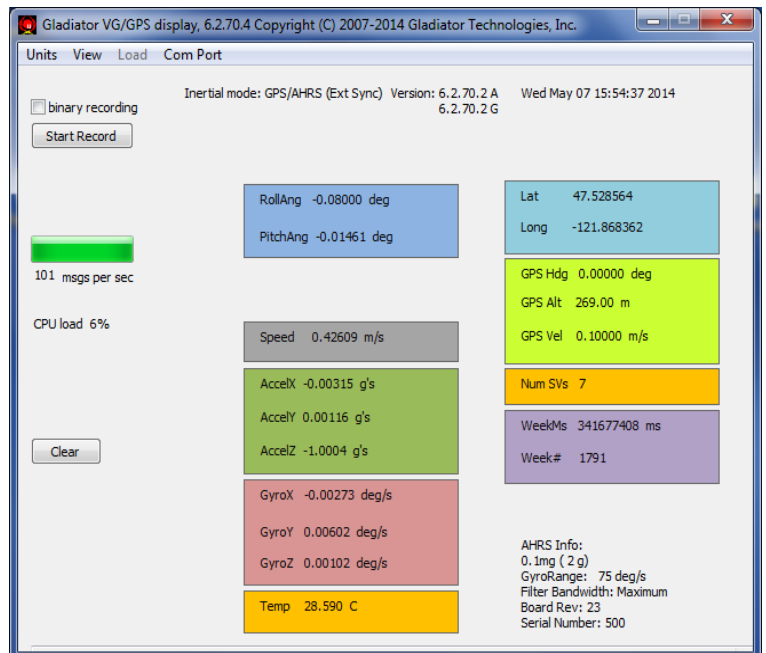 Gladiator VG/GPS display, 6.2.70.4 Copyright (C) 2007-2014 Gladiator Technologies, Inc.
Units View Load Com Port
Inertial mode: GPS/AHRS (Ext Sync) Version: 6.2.70.2 A Wed May 07 15:54:37 2014
6.2.70.2 G
binary recording
Start Record
101 msgs per sec
CPU load 6%
Clear
RollAng -0.08000 deg
PitchAng -0.01461 deg
Speed 0.42609 m/s
AccelX -0.00315 g's
AccelY 0.00116 g's
AccelZ -1.0004 g's
GyroX -0.00273 deg/s
GyroY 0.00602 deg/s
GyroZ 0.00102 deg/s
Temp 28.590 C
Lat 47.528564
Long -121.868362
GPS Hdg 0.00000 deg
GPS Alt 269.00 m
GPS Vel 0.10000 m/s
Num SVs 7
WeekMs 341677408 ms
Week# 1791
AHRS Info:
0.1mg ( 2 g)
GyroRange: 75 deg/s
Filter Bandwidth: Maximum
Board Rev: 23
Serial Number: 500